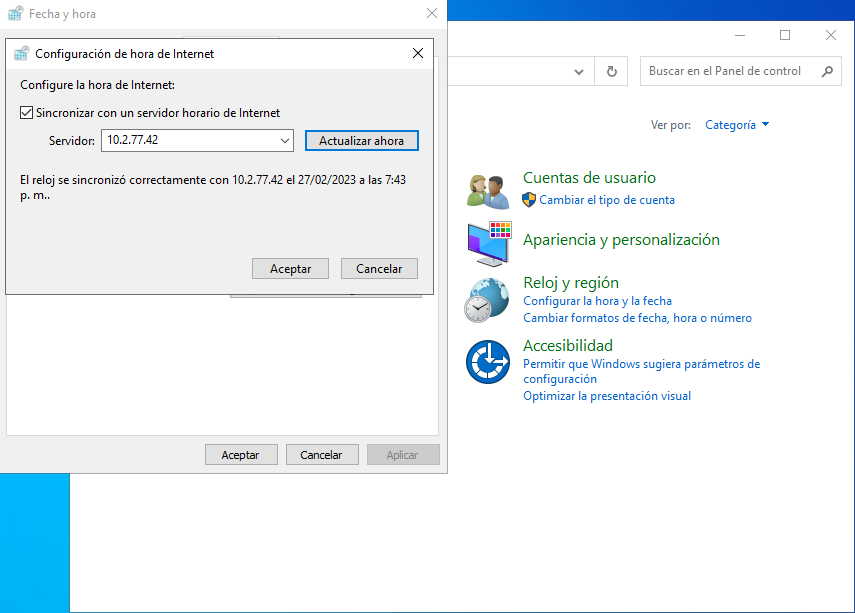 Fecha y hora
Configuración de hora de Internet
Configure la hora de Internet:
Sincronizar con un servidor horario de Internet
Servidor: 10.2.77.42 Actualizar ahora
El reloj se sincronizó correctamente con 10.2.77.42 el 27/02/2023 a las 7:43
p. m..
Aceptar Cancelar
Aceptar Cancelar Aplicar
Buscar en el Panel de control
Ver por: Categoría
Cuentas de usuario
Cambiar el tipo de cuenta
Apariencia y personalización
Reloj y región
Configurar la hora y la fecha
Cambiar formatos de fecha, hora o número
Accesibilidad
Permitir que Windows sugiera parámetros de
configuración
Optimizar la presentación visual